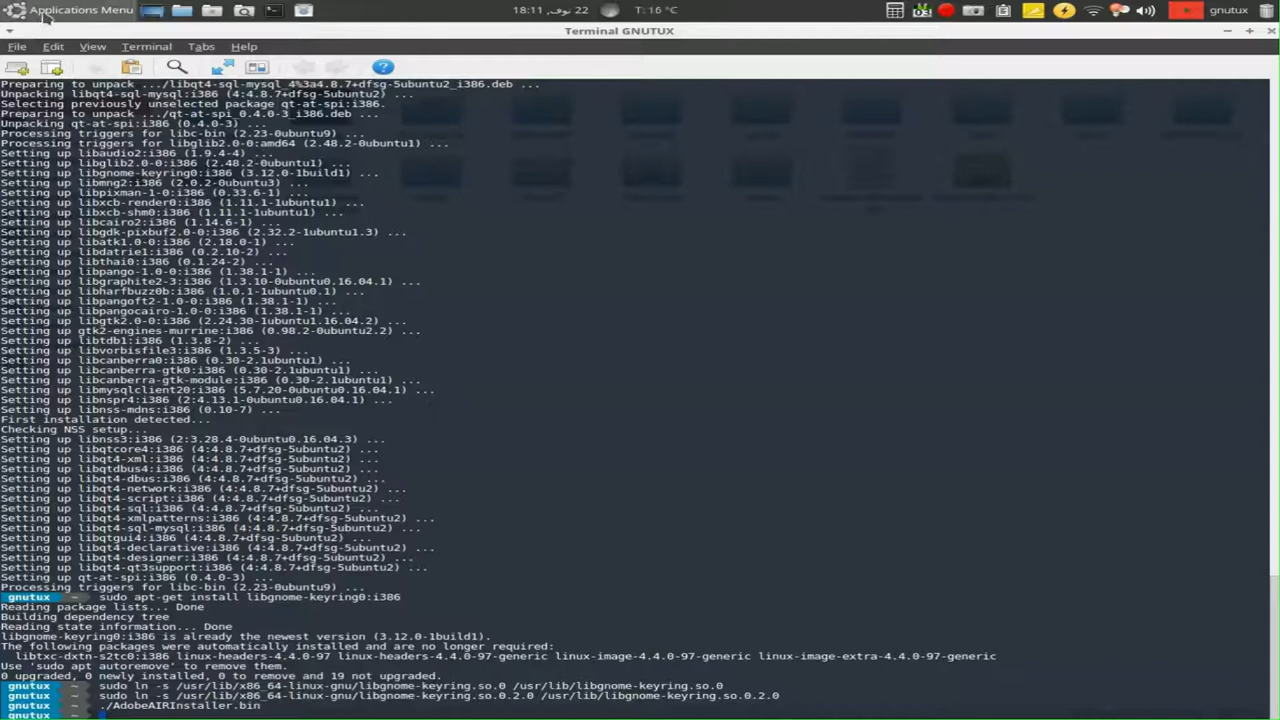 Applications Menu
18:11 ,22 نوف
T: 16 °C
gnutux
Terminal GNUTUX
File Edit View Terminal Tabs Help
Preparing to unpack .../libqt4-sql-mysql_4%3a4.8.7+dfsg-5ubuntu2_i386.deb ...
Unpacking libqt4-sql-mysql:i386 (4:4.8.7+dfsg-5ubuntu2) ...
Selecting previously unselected package qt-at-spi:i386.
Preparing to unpack .../qt-at-spi_0.4.0-3_i386.deb ...
Unpacking qt-at-spi:i386 (0.4.0-3) ...
Processing triggers for libc-bin (2.23-0ubuntu9) ...
Processing triggers for libglib2.0-0:amd64 (2.48.2-0ubuntu1) ...
Setting up libaudio2:i386 (1.9.4-4) ...
Setting up libglib2.0-0:i386 (2.48.2-0ubuntu1) ...
Setting up libgnome-keyring0:i386 (3.12.0-1build1) ...
Setting up libmng2:i386 (2.0.2-0ubuntu3) ...
Setting up libpixman-1-0:i386 (0.33.6-1) ...
Setting up libxcb-render0:i386 (1.11.1-1ubuntu1) ...
Setting up libxcb-shm0:i386 (1.11.1-1ubuntu1) ...
Setting up libcairo2:i386 (1.14.6-1) ...
Setting up libgdk-pixbuf2.0-0:i386 (2.32.2-1ubuntu1.3) ...
Setting up libatk1.0-0:i386 (2.18.0-1) ...
Setting up libdatrie1:i386 (0.2.10-2) ...
Setting up libthai0:i386 (0.1.24-2) ...
Setting up libpango-1.0-0:i386 (1.38.1-1) ...
Setting up libgraphite2-3:i386 (1.3.10-0ubuntu0.16.04.1) ...
Setting up libharfbuzz0b:i386 (1.0.1-1ubuntu0.1) ...
Setting up libpangoft2-1.0-0:i386 (1.38.1-1) ...
Setting up libpangocairo-1.0-0:i386 (1.38.1-1) ...
Setting up libgtk2.0-0:i386 (2.24.30-1ubuntu1.16.04.2) ...
Setting up gtk2-engines-murrine:i386 (0.98.2-0ubuntu2.2) ...
Setting up libtdb1:i386 (1.3.8-2) ...
Setting up libvorbisfile3:i386 (1.3.5-3) ...
Setting up libcanberra0:i386 (0.30-2.1ubuntu1) ...
Setting up libcanberra-gtk0:i386 (0.30-2.1ubuntu1) ...
Setting up libcanberra-gtk-module:i386 (0.30-2.1ubuntu1) ...
Setting up libmysqlclient20:i386 (5.7.20-0ubuntu0.16.04.1) ...
Setting up libnspr4:i386 (2:4.13.1-0ubuntu0.16.04.1) ...
Setting up libnss-mdns:i386 (0.10-7) ...
First installation detected...
Checking NSS setup...
Setting up libnss3:i386 (2:3.28.4-0ubuntu0.16.04.3) ...
Setting up libqtcore4:i386 (4:4.8.7+dfsg-5ubuntu2) ...
Setting up libqt4-xml:i386 (4:4.8.7+dfsg-5ubuntu2) ...
Setting up libqtdbus4:i386 (4:4.8.7+dfsg-5ubuntu2) ...
Setting up libqt4-dbus:i386 (4:4.8.7+dfsg-5ubuntu2) ...
Setting up libqt4-network:i386 (4:4.8.7+dfsg-5ubuntu2) ...
Setting up libqt4-script:i386 (4:4.8.7+dfsg-5ubuntu2) ...
Setting up libqt4-sql:i386 (4:4.8.7+dfsg-5ubuntu2) ...
Setting up libqt4-xmlpatterns:i386 (4:4.8.7+dfsg-5ubuntu2) ...
Setting up libqt4-sql-mysql:i386 (4:4.8.7+dfsg-5ubuntu2) ...
Setting up libqtgui4:i386 (4:4.8.7+dfsg-5ubuntu2) ...
Setting up libqt4-declarative:i386 (4:4.8.7+dfsg-5ubuntu2) ...
Setting up libqt4-designer:i386 (4:4.8.7+dfsg-5ubuntu2) ...
Setting up libqt4-qt3support:i386 (4:4.8.7+dfsg-5ubuntu2) ...
Setting up qt-at-spi:i386 (0.4.0-3) ...
Processing triggers for libc-bin (2.23-0ubuntu9) ...
gnutux ~ sudo apt-get install libgnome-keyring0:i386
Reading package lists... Done
Building dependency tree
Reading state information... Done
libgnome-keyring0:i386 is already the newest version (3.12.0-1build1).
The following packages were automatically installed and are no longer required:
libtxc-dxtn-s2tc0:i386 linux-headers-4.4.0-97 linux-headers-4.4.0-97-generic linux-image-4.4.0-97-generic linux-image-extra-4.4.0-97-generic
Use 'sudo apt autoremove' to remove them.
0 upgraded, 0 newly installed, 0 to remove and 19 not upgraded.
gnutux ~ sudo ln -s /usr/lib/x86_64-linux-gnu/libgnome-keyring.so.0 /usr/lib/libgnome-keyring.so.0
gnutux ~ sudo ln -s /usr/lib/x86_64-linux-gnu/libgnome-keyring.so.0.2.0 /usr/lib/libgnome-keyring.so.0.2.0
gnutux ~ ./AdobeAIRInstaller.bin
gnutux ~